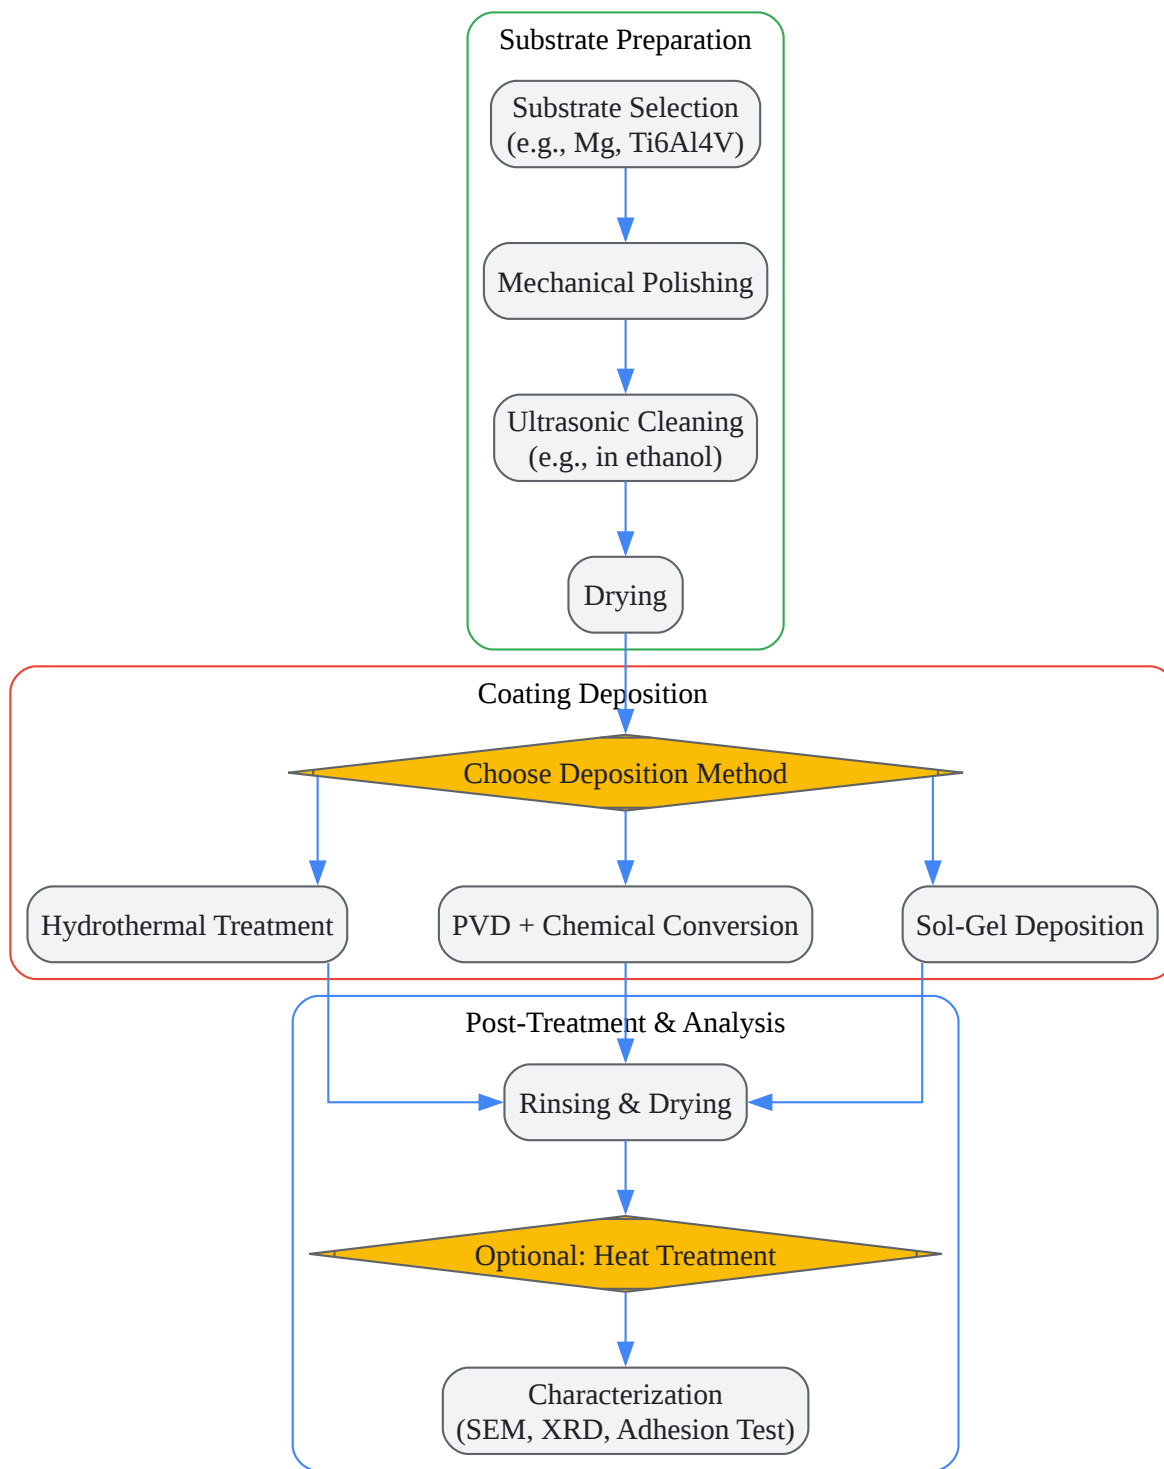 Substrate Preparation
Substrate Selection
(e.g., Mg, Ti6Al4V)
Mechanical Polishing
Ultrasonic Cleaning
(e.g., in ethanol)
Drying
Coating Deposition
Choose Deposition Method
Hydrothermal Treatment
PVD + Chemical Conversion
Sol-Gel Deposition
Post-Treatment & Analysis
Rinsing & Drying
Optional: Heat Treatment
Characterization
(SEM, XRD, Adhesion Test)